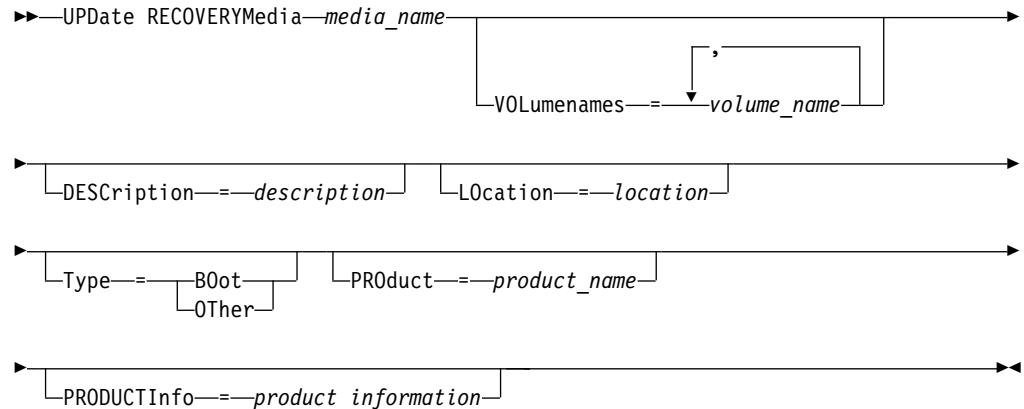 UPDate RECOVERYMedia media_name
,
VOLumenames = volume_name
DESCription = description LOcation = location
Type = BOot PROduct = product_name
OTher
PRODUCTInfo = product information